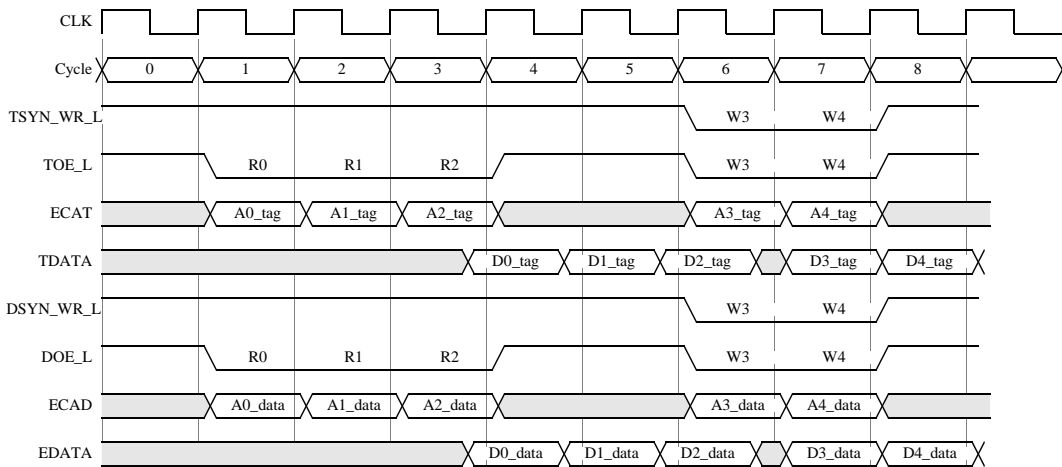 CLK
Cycle 0 1 2 3 4 5 6 7 8
TSYN_WR_L W3 W4
TOE_L R0 R1 R2 W3 W4
ECAT A0_tag A1_tag A2_tag A3_tag A4_tag
TDATA D0_tag D1_tag D2_tag D3_tag D4_tag
DSYN_WR_L W3 W4
DOE_L R0 R1 R2 W3 W4
ECAD A0_data A1_data A2_data A3_data A4_data
EDATA D0_data D1_data D2_data D3_data D4_data